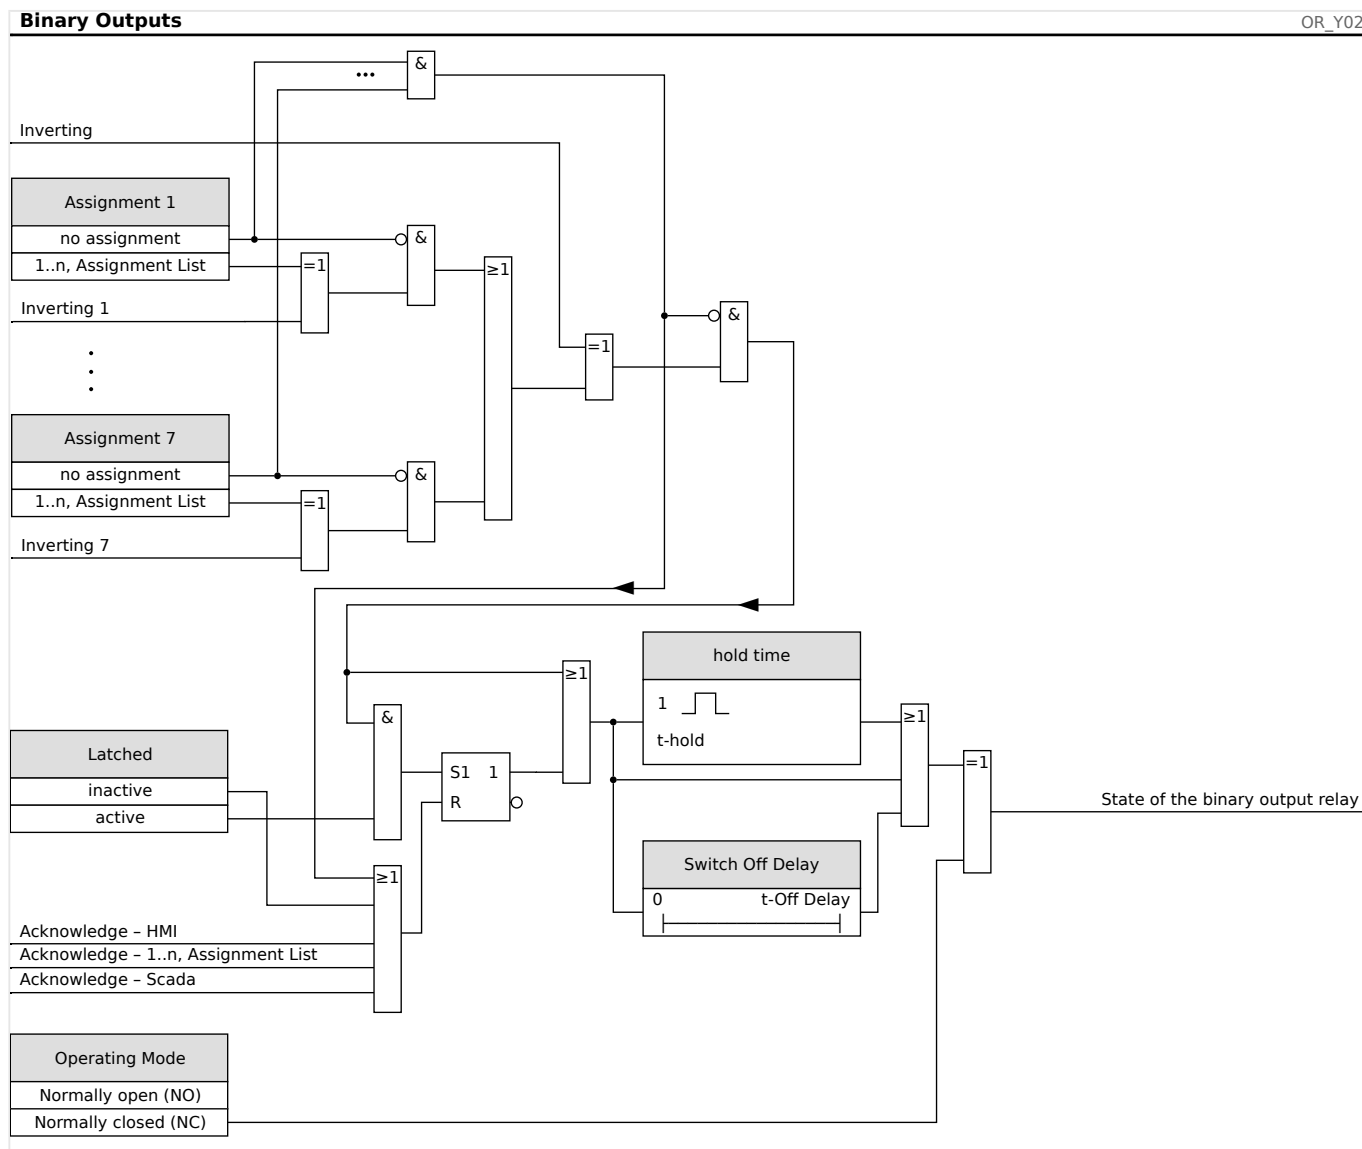 Binary Outputs
OR_Y02
&
...
Inverting
Assignment 1
no assignment
&
1..n, Assignment List
=1
≥1
Inverting 1
&
=1
Assignment 7
no assignment
&
1..n, Assignment List
=1
Inverting 7
hold time
≥1
1
t-hold
&
≥1
Latched
inactive
active
S1 1
R
=1
State of the binary output relay
Switch Off Delay
0 t-Off Delay
≥1
Acknowledge – HMI
Acknowledge – 1..n, Assignment List
Acknowledge – Scada
Operating Mode
Normally open (NO)
Normally closed (NC)